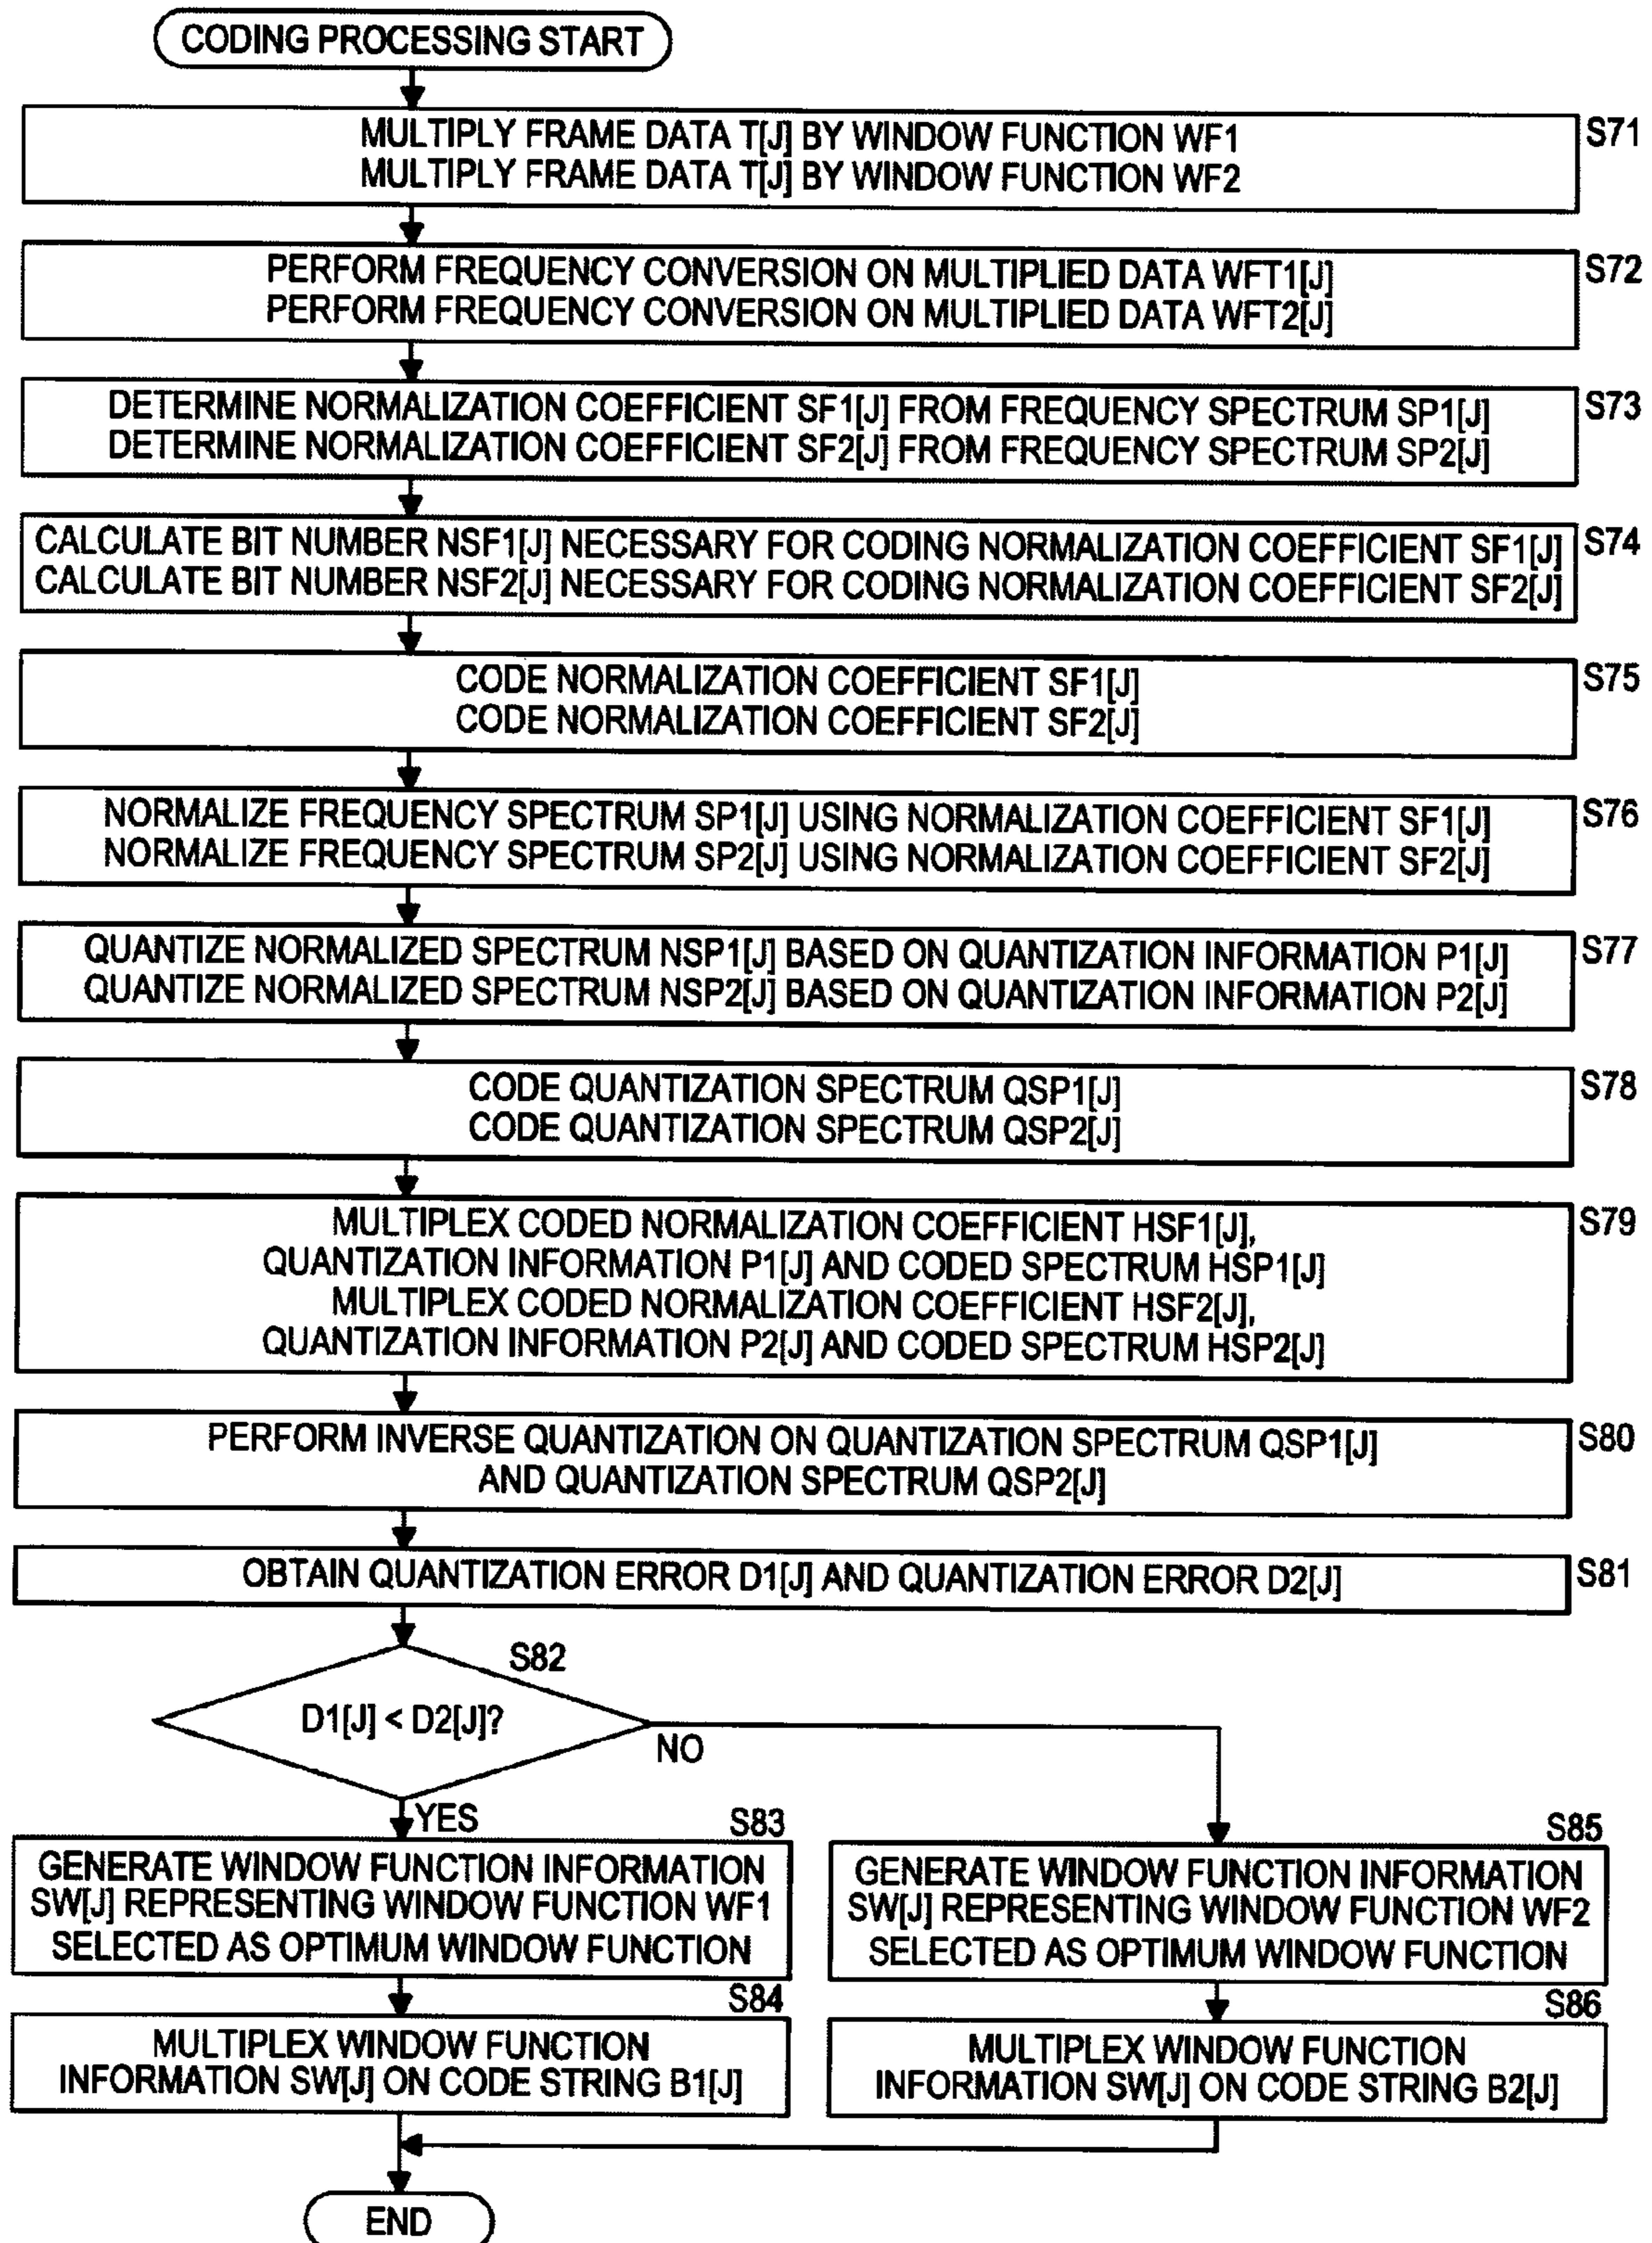 CODING PROCESSING START
MULTIPLY FRAME DATA T[J] BY WINDOW FUNCTION WF1
MULTIPLY FRAME DATA T[J] BY WINDOW FUNCTION WF2
S71
PERFORM FREQUENCY CONVERSION ON MULTIPLIED DATA WFT1[J]
PERFORM FREQUENCY CONVERSION ON MULTIPLIED DATA WFT2[J]
S72
DETERMINE NORMALIZATION COEFFICIENT SF1[J] FROM FREQUENCY SPECTRUM SP1[J]
DETERMINE NORMALIZATION COEFFICIENT SF2[J] FROM FREQUENCY SPECTRUM SP2[J]
S73
CALCULATE BIT NUMBER NSF1[J] NECESSARY FOR CODING NORMALIZATION COEFFICIENT SF1[J]
CALCULATE BIT NUMBER NSF2[J] NECESSARY FOR CODING NORMALIZATION COEFFICIENT SF2[J]
S74
CODE NORMALIZATION COEFFICIENT SF1[J]
CODE NORMALIZATION COEFFICIENT SF2[J]
S75
NORMALIZE FREQUENCY SPECTRUM SP1[J] USING NORMALIZATION COEFFICIENT SF1[J]
NORMALIZE FREQUENCY SPECTRUM SP2[J] USING NORMALIZATION COEFFICIENT SF2[J]
S76
QUANTIZE NORMALIZED SPECTRUM NSP1[J] BASED ON QUANTIZATION INFORMATION P1[J]
QUANTIZE NORMALIZED SPECTRUM NSP2[J] BASED ON QUANTIZATION INFORMATION P2[J]
S77
CODE QUANTIZATION SPECTRUM QSP1[J]
CODE QUANTIZATION SPECTRUM QSP2[J]
S78
MULTIPLEX CODED NORMALIZATION COEFFICIENT HSF1[J],
QUANTIZATION INFORMATION P1[J] AND CODED SPECTRUM HSP1[J]
MULTIPLEX CODED NORMALIZATION COEFFICIENT HSF2[J],
QUANTIZATION INFORMATION P2[J] AND CODED SPECTRUM HSP2[J]
S79
PERFORM INVERSE QUANTIZATION ON QUANTIZATION SPECTRUM QSP1[J]
AND QUANTIZATION SPECTRUM QSP2[J]
S80
OBTAIN QUANTIZATION ERROR D1[J] AND QUANTIZATION ERROR D2[J]
S81
S82
D1[J] < D2[J]?
NO
YES
S83
GENERATE WINDOW FUNCTION INFORMATION
SW[J] REPRESENTING WINDOW FUNCTION WF1
SELECTED AS OPTIMUM WINDOW FUNCTION
S84
MULTIPLEX WINDOW FUNCTION
INFORMATION SW[J] ON CODE STRING B1[J]
S85
GENERATE WINDOW FUNCTION INFORMATION
SW[J] REPRESENTING WINDOW FUNCTION WF2
SELECTED AS OPTIMUM WINDOW FUNCTION
S86
MULTIPLEX WINDOW FUNCTION
INFORMATION SW[J] ON CODE STRING B2[J]
END